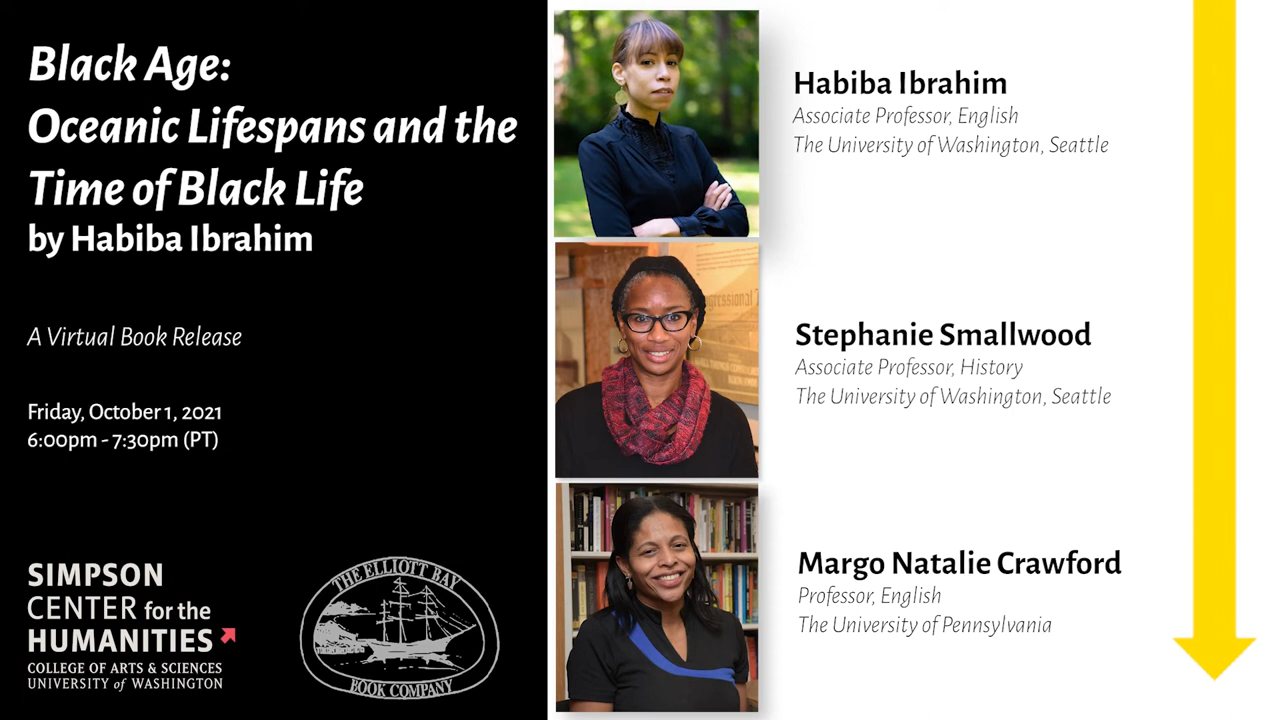 Black Age:
Oceanic Lifespans and the
Time of Black Life
by Habiba Ibrahim
A Virtual Book Release
Friday, October 1, 2021
6:00pm - 7:30pm (PT)
SIMPSON
CENTER for the
HUMANITIES
COLLEGE OF ARTS & SCIENCES
UNIVERSITY of WASHINGTON
THE ELLIOTT BAY
BOOK COMPANY
Habiba Ibrahim
Associate Professor, English
The University of Washington, Seattle
Stephanie Smallwood
Associate Professor, History
The University of Washington, Seattle
Margo Natalie Crawford
Professor, English
The University of Pennsylvania